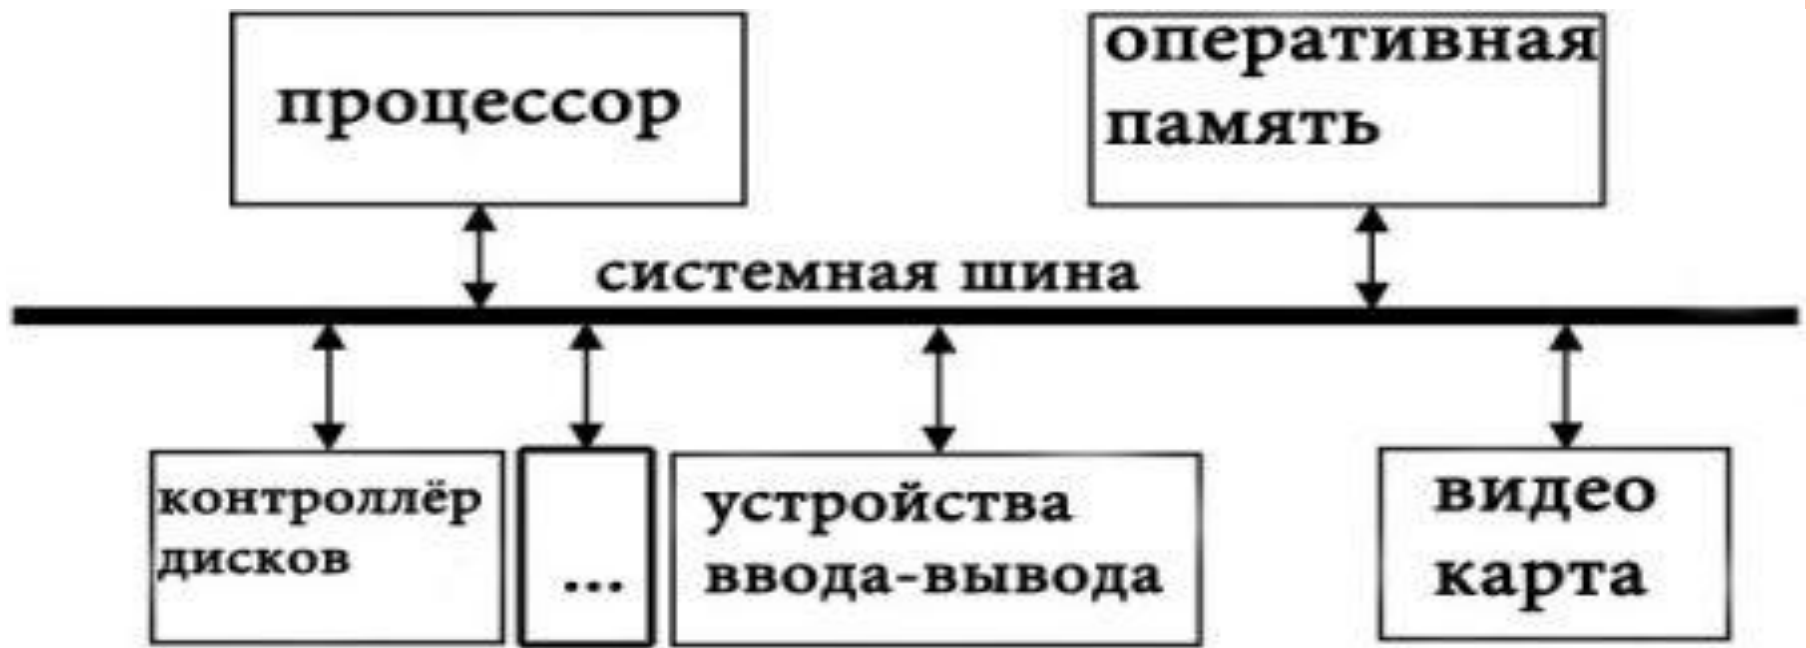 процессор
оперативная
память
системная шина
контроллёр
дисков
...
устройства
ввода-вывода
видео
карта